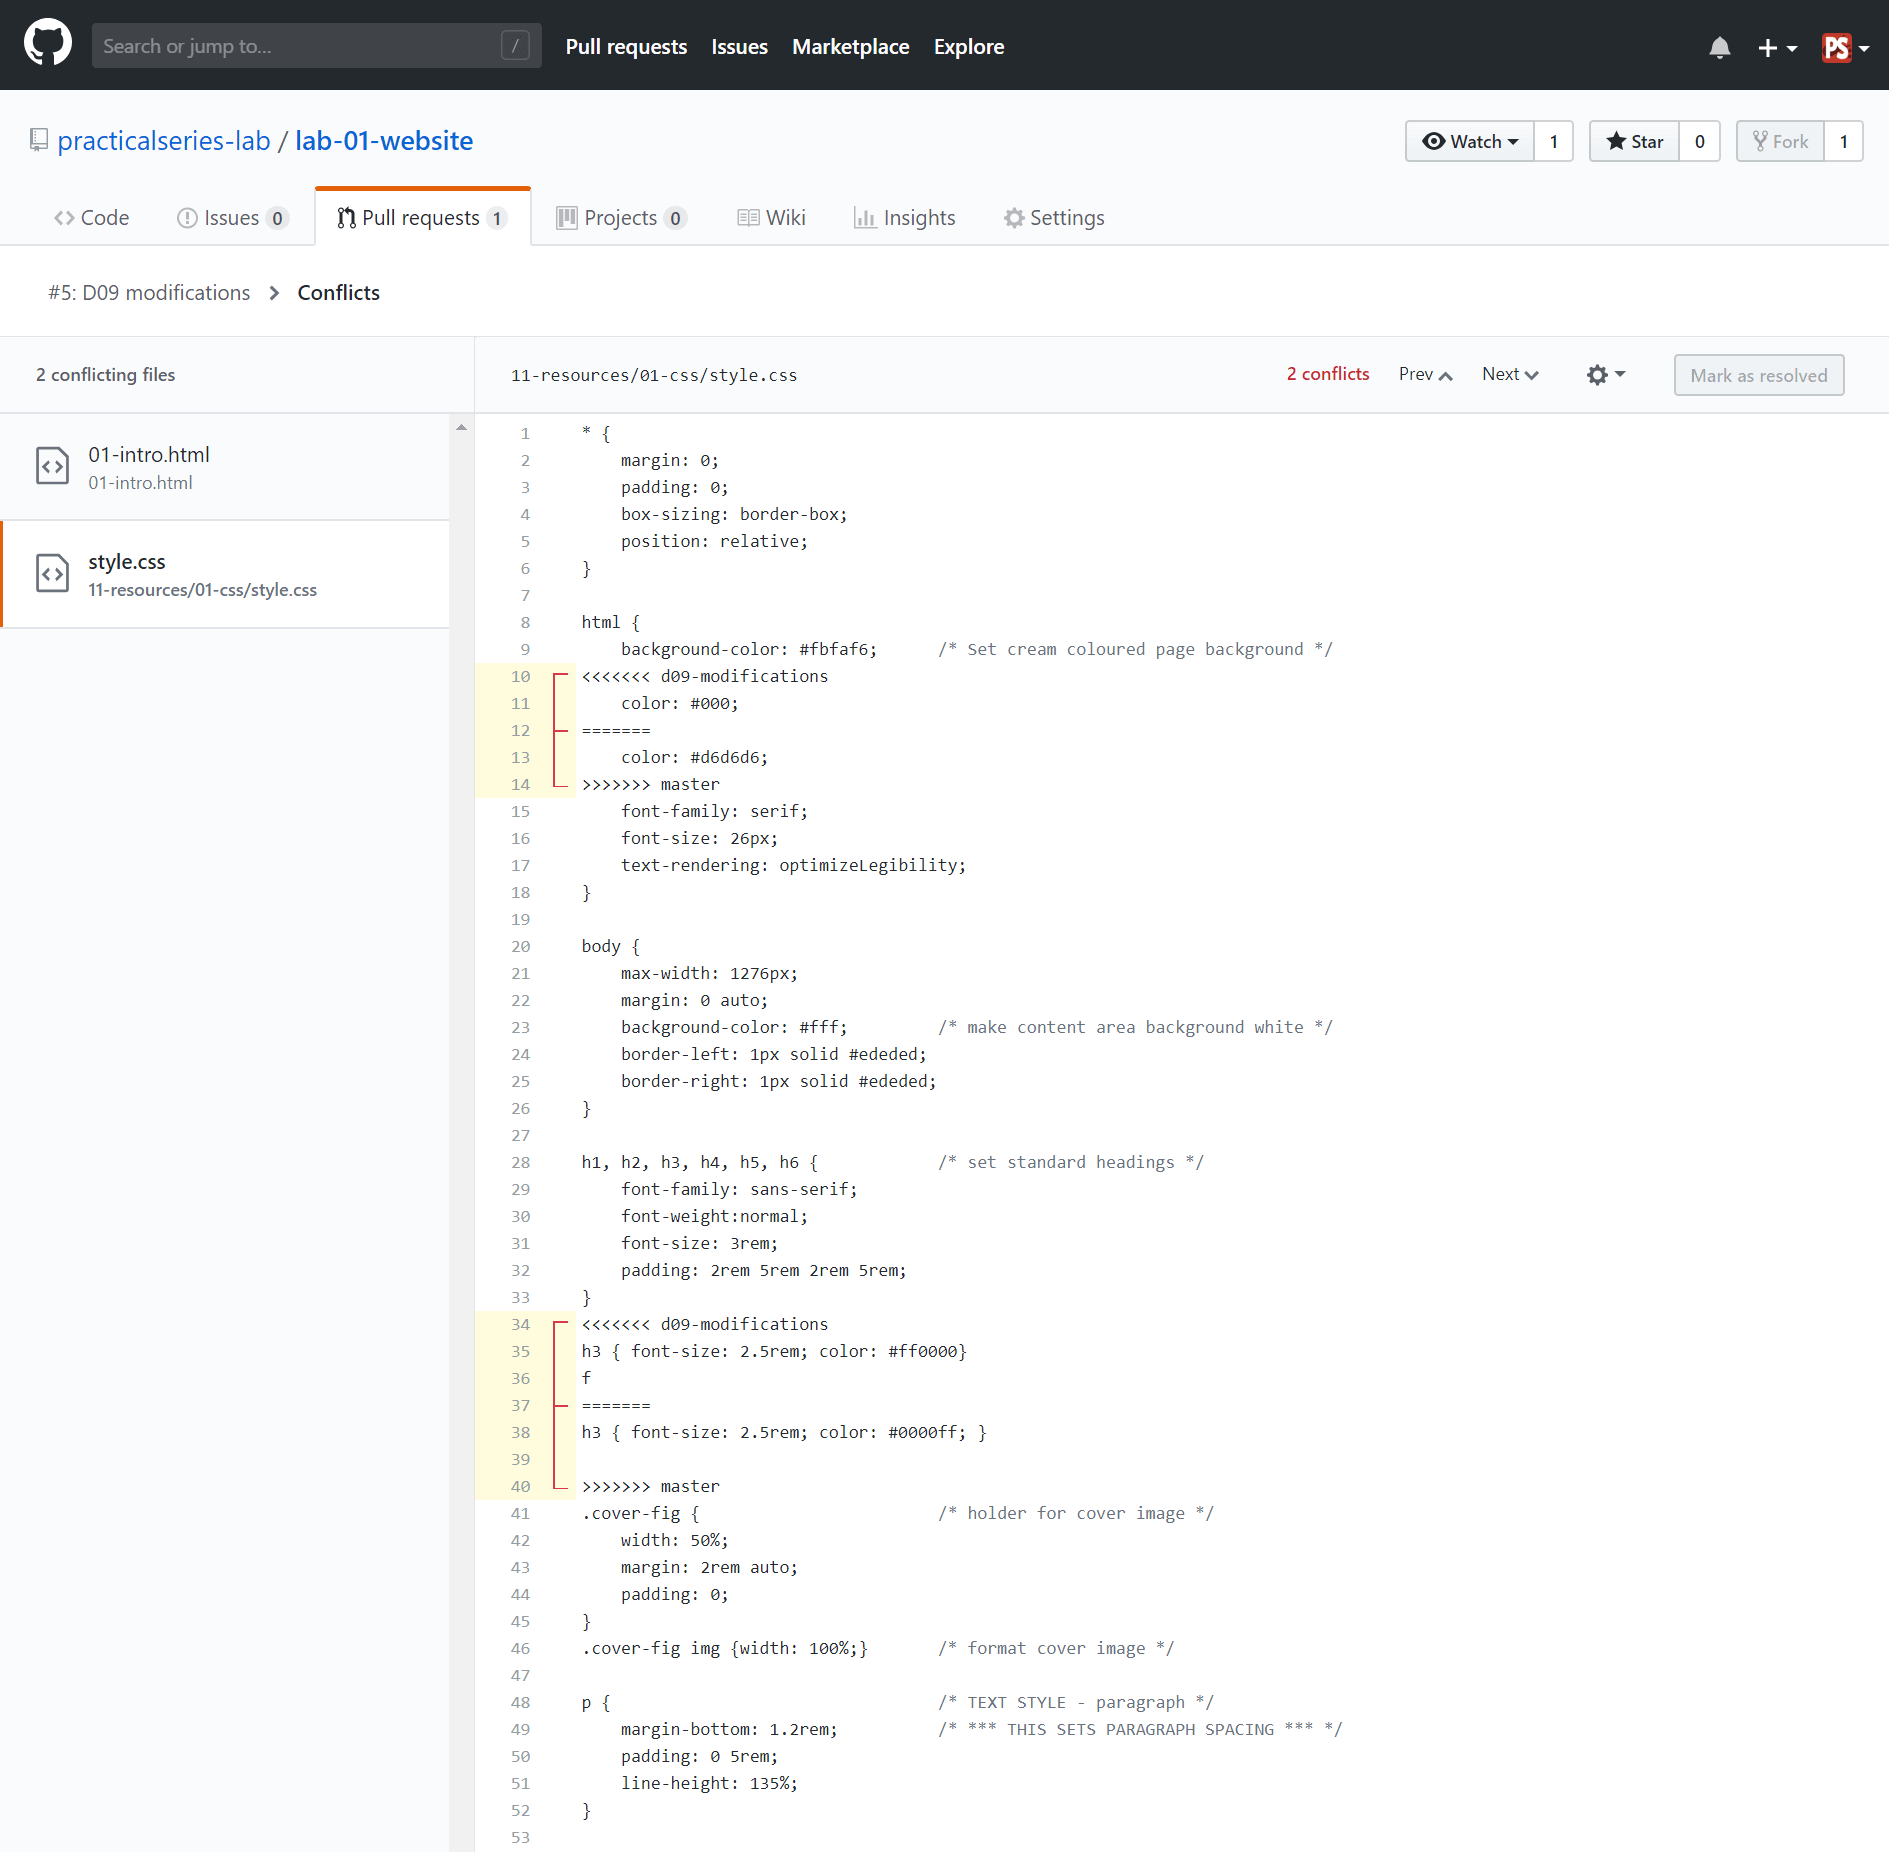 Search or jump to... /
Pull requests Issues Marketplace Explore
PS
practicalseries-lab / lab-01-website
Watch 1 Star 0 Fork 1
Code Issues 0 Pull requests 1 Projects 0 Wiki Insights Settings
#5: D09 modifications Conflicts
2 conflicting files
01-intro.html
01-intro.html
style.css
11-resources/01-css/style.css
11-resources/01-css/style.css 2 conflicts Prev Next Mark as resolved
1 * {
2     margin: 0;
3     padding: 0;
4     box-sizing: border-box;
5     position: relative;
6 }
7
8 html {
9     background-color: #fbfaf6;      /* Set cream coloured page background */
10 <<<<<<< d09-modifications
11     color: #000;
12 =======
13     color: #d6d6d6;
14 >>>>>>> master
15     font-family: serif;
16     font-size: 26px;
17     text-rendering: optimizeLegibility;
18 }
19
20 body {
21     max-width: 1276px;
22     margin: 0 auto;
23     background-color: #fff;         /* make content area background white */
24     border-left: 1px solid #ededed;
25     border-right: 1px solid #ededed;
26 }
27
28 h1, h2, h3, h4, h5, h6 {            /* set standard headings */
29     font-family: sans-serif;
30     font-weight:normal;
31     font-size: 3rem;
32     padding: 2rem 5rem 2rem 5rem;
33 }
34 <<<<<<< d09-modifications
35 h3 { font-size: 2.5rem; color: #ff0000}
36 f
37 =======
38 h3 { font-size: 2.5rem; color: #0000ff; }
39
40 >>>>>>> master
41 .cover-fig {                        /* holder for cover image */
42     width: 50%;
43     margin: 2rem auto;
44     padding: 0;
45 }
46 .cover-fig img {width: 100%;}       /* format cover image */
47
48 p {                                 /* TEXT STYLE - paragraph */
49     margin-bottom: 1.2rem;          /* *** THIS SETS PARAGRAPH SPACING *** */
50     padding: 0 5rem;
51     line-height: 135%;
52 }
53